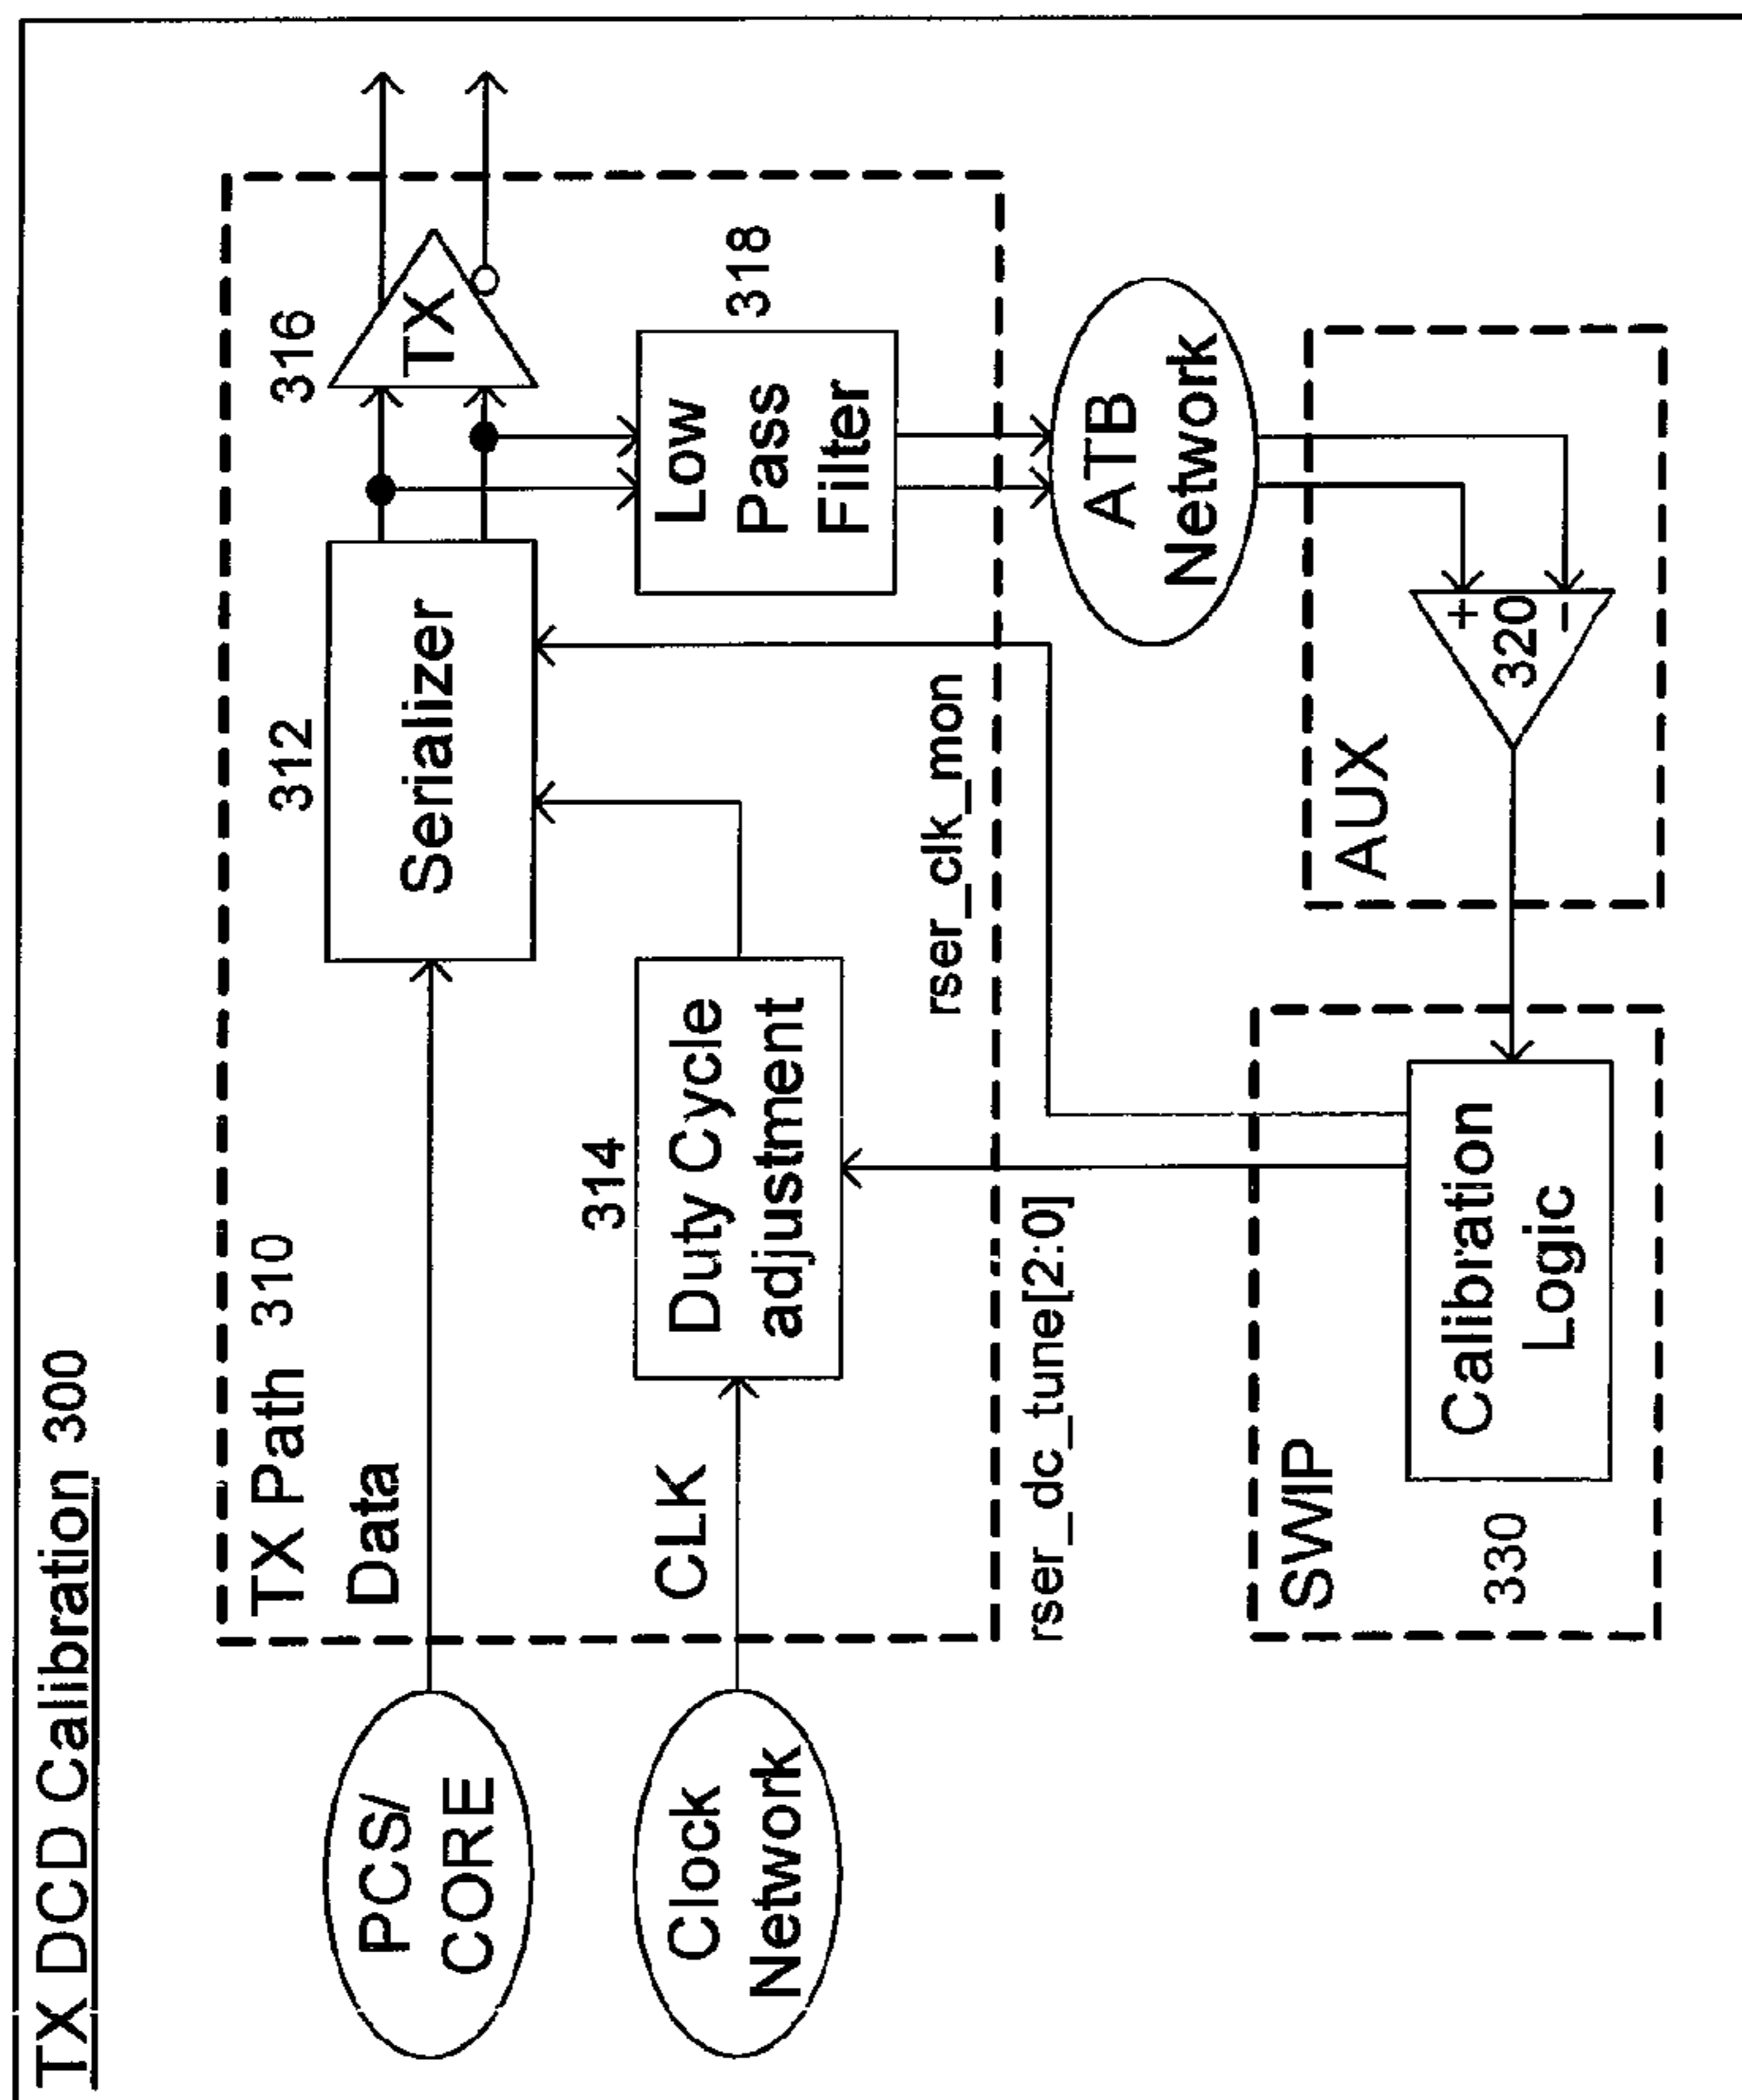 TX DCD Calibration 300
TX Path 310
312
316
Data
TX
PCS/
CORE
Serializer
314
318
CLK
Clock
Network
Duty Cycle
adjustment
Low
Pass
Filter
rser_clk_mon
rser_dc_tune[2:0]
ATB
Network
SWIP
AUX
Calibration
Logic
330
+
320
−